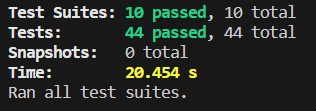 Test Suites: 10 passed, 10 total
Tests: 44 passed, 44 total
Snapshots: 0 total
Time: 20.454 s
Ran all test suites.